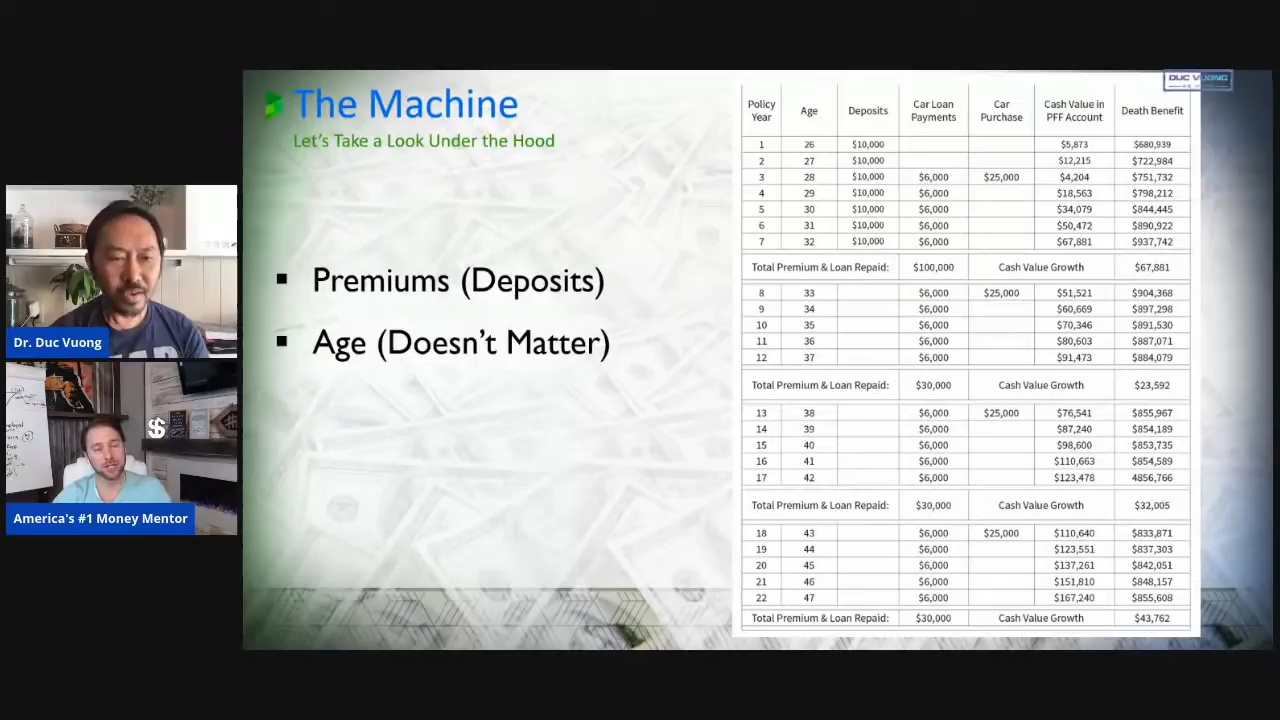 The Machine
Let's Take a Look Under the Hood
▪ Premiums (Deposits)
▪ Age (Doesn't Matter)
Dr. Duc Vuong
America's #1 Money Mentor
DUC VUONG
Policy Year Age Deposits Car Loan Payments Car Purchase Cash Value in PFF Account Death Benefit
1 26 $10,000 $5,873 $680,939
2 27 $10,000 $12,215 $722,984
3 28 $10,000 $6,000 $25,000 $4,204 $751,732
4 29 $10,000 $6,000 $18,563 $798,212
5 30 $10,000 $6,000 $34,079 $844,445
6 31 $10,000 $6,000 $50,472 $890,922
7 32 $10,000 $6,000 $67,881 $937,742
Total Premium & Loan Repaid: $100,000 Cash Value Growth $67,881
8 33 $6,000 $25,000 $51,521 $904,368
9 34 $6,000 $60,669 $897,298
10 35 $6,000 $70,346 $891,530
11 36 $6,000 $80,603 $887,071
12 37 $6,000 $91,473 $884,079
Total Premium & Loan Repaid: $30,000 Cash Value Growth $23,592
13 38 $6,000 $25,000 $76,541 $855,967
14 39 $6,000 $87,240 $854,189
15 40 $6,000 $98,600 $853,735
16 41 $6,000 $110,663 $854,589
17 42 $6,000 $123,478 4856,766
Total Premium & Loan Repaid: $30,000 Cash Value Growth $32,005
18 43 $6,000 $25,000 $110,640 $833,871
19 44 $6,000 $123,551 $837,303
20 45 $6,000 $137,261 $842,051
21 46 $6,000 $151,810 $848,157
22 47 $6,000 $167,240 $855,608
Total Premium & Loan Repaid: $30,000 Cash Value Growth $43,762